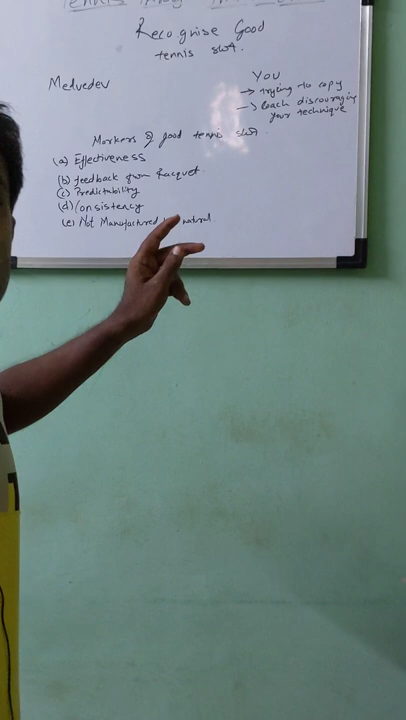 Tennis
Recognise Good
tennis shot.
Medvedev
YOU
→ trying to copy
→ Coach discouraging
your technique
Markers of good tennis shot.
(a) Effectiveness
(b) feedback from Racquet
(c) Predictability
(d) Consistency
(e) Not Manufactured natural